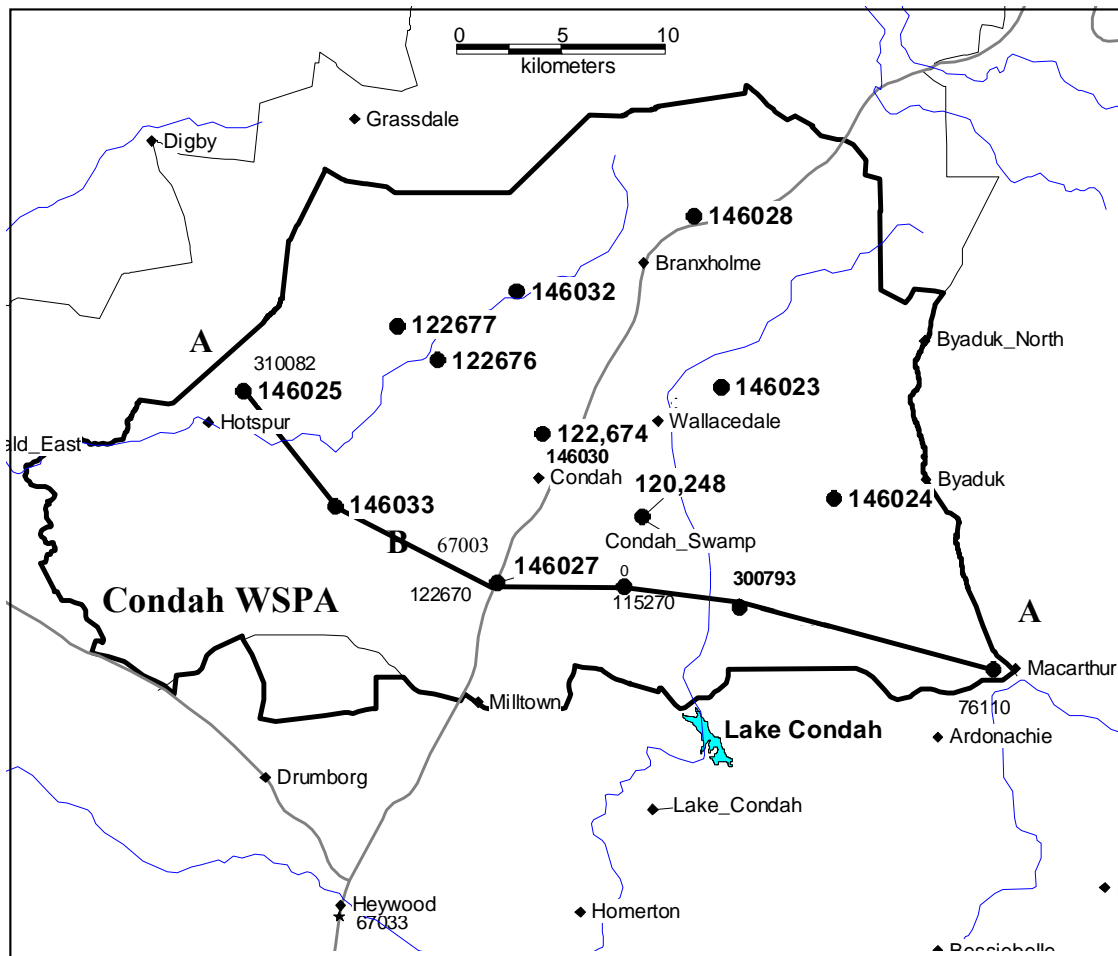 0 5 10
kilometers
Grassdale
Digby
146028
Branxholme
146032
122677
A
Byaduk_North
122676
310082
146025
146023
Hotspur
Wallacedale
122,674
ald_East
146030
Condah
120,248
Byaduk
146024
146033
B
67003
Condah_Swamp
146027
0
300793
122670
115270
Condah WSPA
A
Macarthur
Milltown
76110
Lake Condah
Ardonachie
Drumborg
Lake_Condah
Heywood
67033
Homerton
Bessiebelle